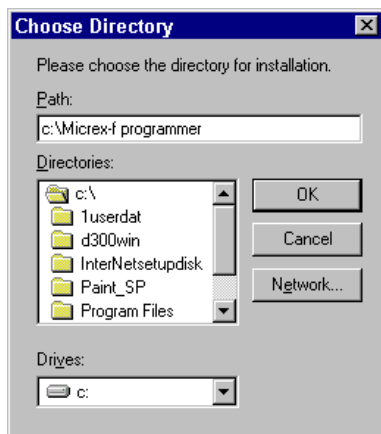 Choose Directory
Please choose the directory for installation.
Path:
c:\Micrex-f programmer
Directories:
c:\
1userdat
d300win
InterNetsetupdisk
Paint_SP
Program Files
OK
Cancel
Network...
Drives:
c: